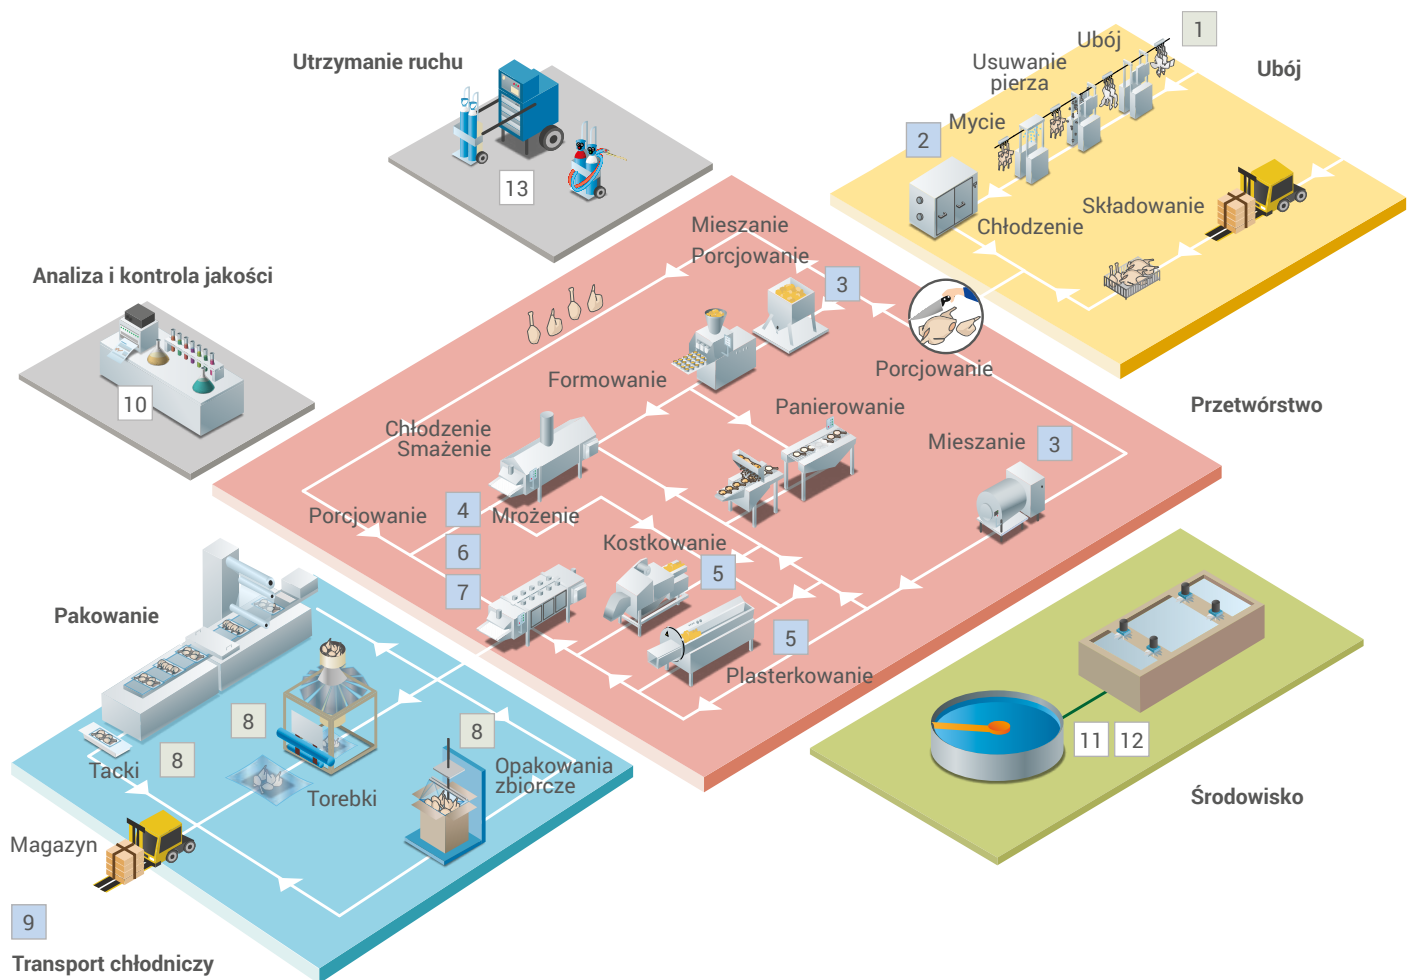 Utrzymanie ruchu
13
Analiza i kontrola jakości
10
1
Ubój
Ubój
Usuwanie
pierza
Mycie
2
Chłodzenie
Składowanie
Przetwórstwo
Mieszanie
Porcjowanie
3
Porcjowanie
Formowanie
Panierowanie
Mieszanie
3
Chłodzenie
Smażenie
Porcjowanie
4
Mrożenie
6
7
Kostkowanie
5
5
Plasterkowanie
Pakowanie
8
8
8
Tacki
Torebki
Opakowania
zbiorcze
Magazyn
11
12
Środowisko
9
Transport chłodniczy